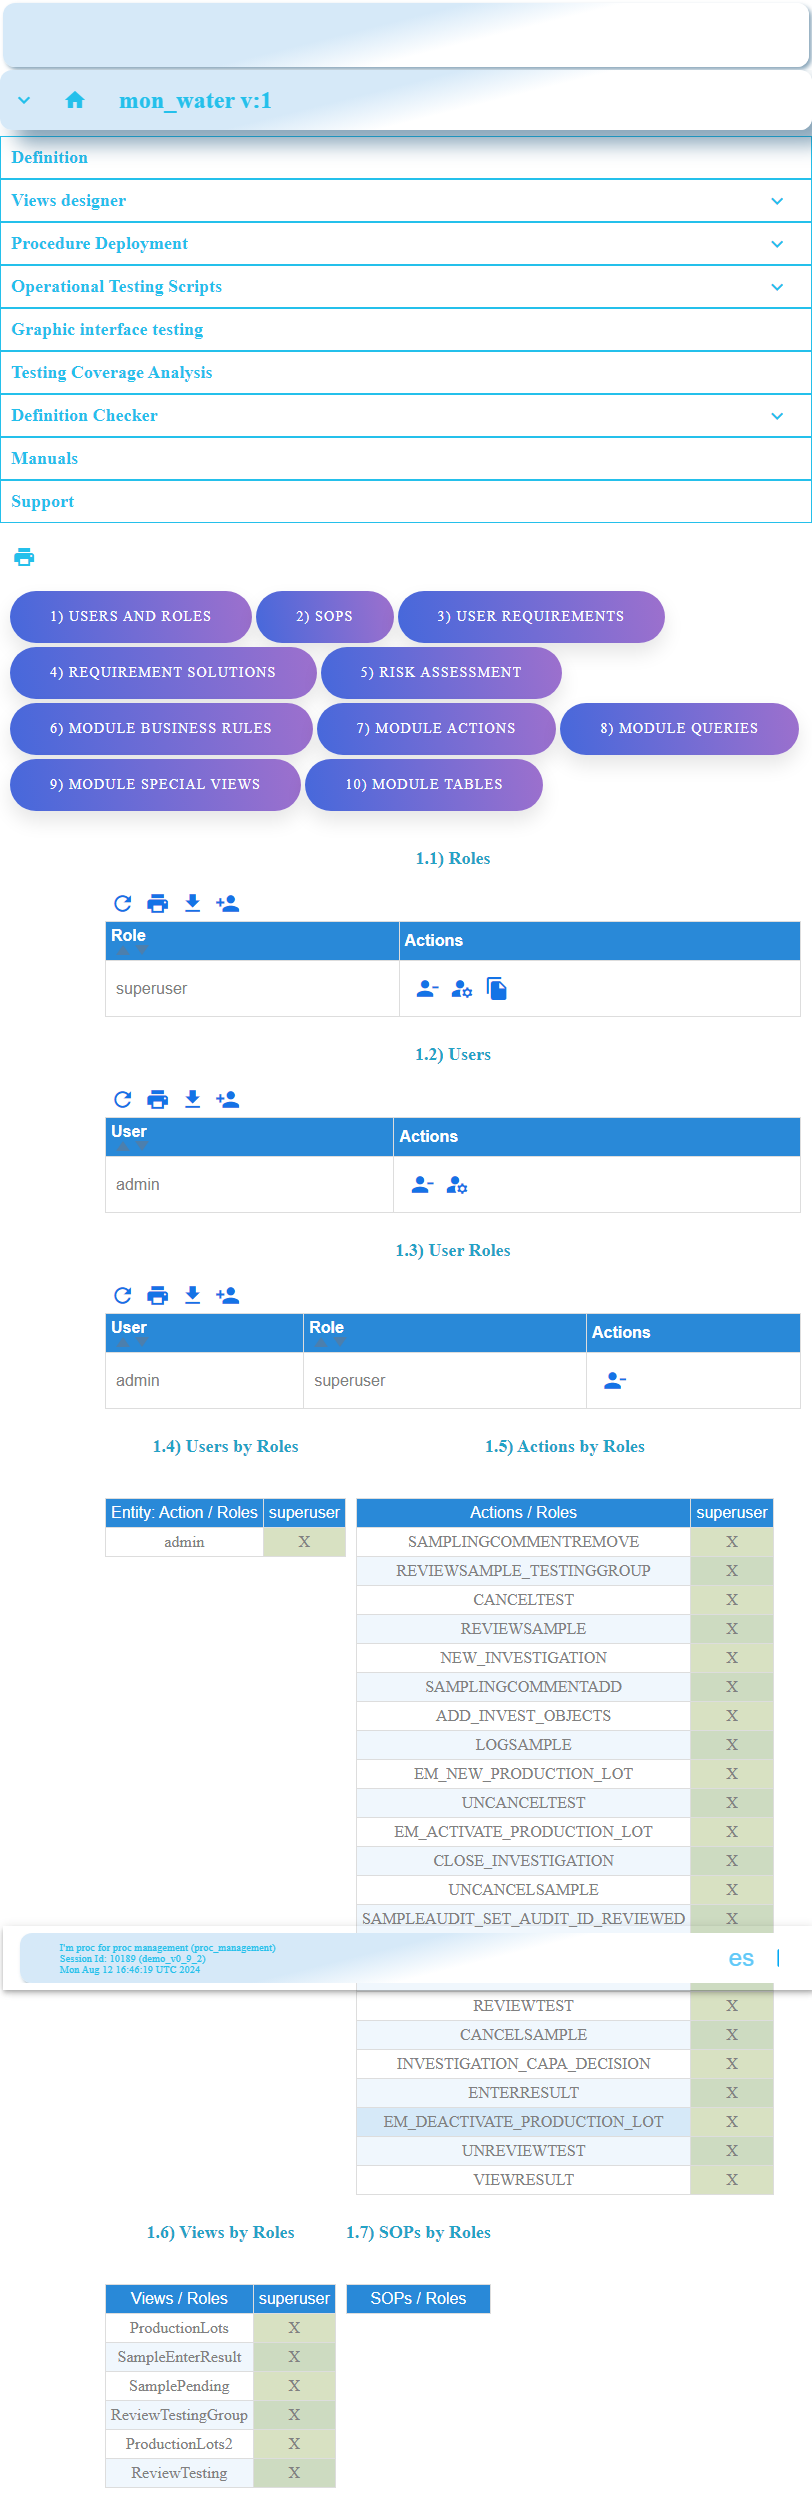 mon_water v:1
Definition
Views designer
Procedure Deployment
Operational Testing Scripts
Graphic interface testing
Testing Coverage Analysis
Definition Checker
Manuals
Support
1) USERS AND ROLES 2) SOPS 3) USER REQUIREMENTS
4) REQUIREMENT SOLUTIONS 5) RISK ASSESSMENT
6) MODULE BUSINESS RULES 7) MODULE ACTIONS 8) MODULE QUERIES
9) MODULE SPECIAL VIEWS 10) MODULE TABLES
1.1) Roles
Role Actions
superuser
1.2) Users
User Actions
admin
1.3) User Roles
User Role Actions
admin superuser
1.4) Users by Roles 1.5) Actions by Roles
Entity: Action / Roles superuser Actions / Roles superuser
admin X SAMPLINGCOMMENTREMOVE X
REVIEWSAMPLE_TESTINGGROUP X
CANCELTEST X
REVIEWSAMPLE X
NEW_INVESTIGATION X
SAMPLINGCOMMENTADD X
ADD_INVEST_OBJECTS X
LOGSAMPLE X
EM_NEW_PRODUCTION_LOT X
UNCANCELTEST X
EM_ACTIVATE_PRODUCTION_LOT X
CLOSE_INVESTIGATION X
UNCANCELSAMPLE X
SAMPLEAUDIT_SET_AUDIT_ID_REVIEWED X
I'm proc for proc management (proc_management)
Session Id: 10189 (demo_v0_9_2)
Mon Aug 12 16:46:19 UTC 2024
es
REVIEWTEST X
CANCELSAMPLE X
INVESTIGATION_CAPA_DECISION X
ENTERRESULT X
EM_DEACTIVATE_PRODUCTION_LOT X
UNREVIEWTEST X
VIEWRESULT X
1.6) Views by Roles 1.7) SOPs by Roles
Views / Roles superuser SOPs / Roles
ProductionLots X
SampleEnterResult X
SamplePending X
ReviewTestingGroup X
ProductionLots2 X
ReviewTesting X